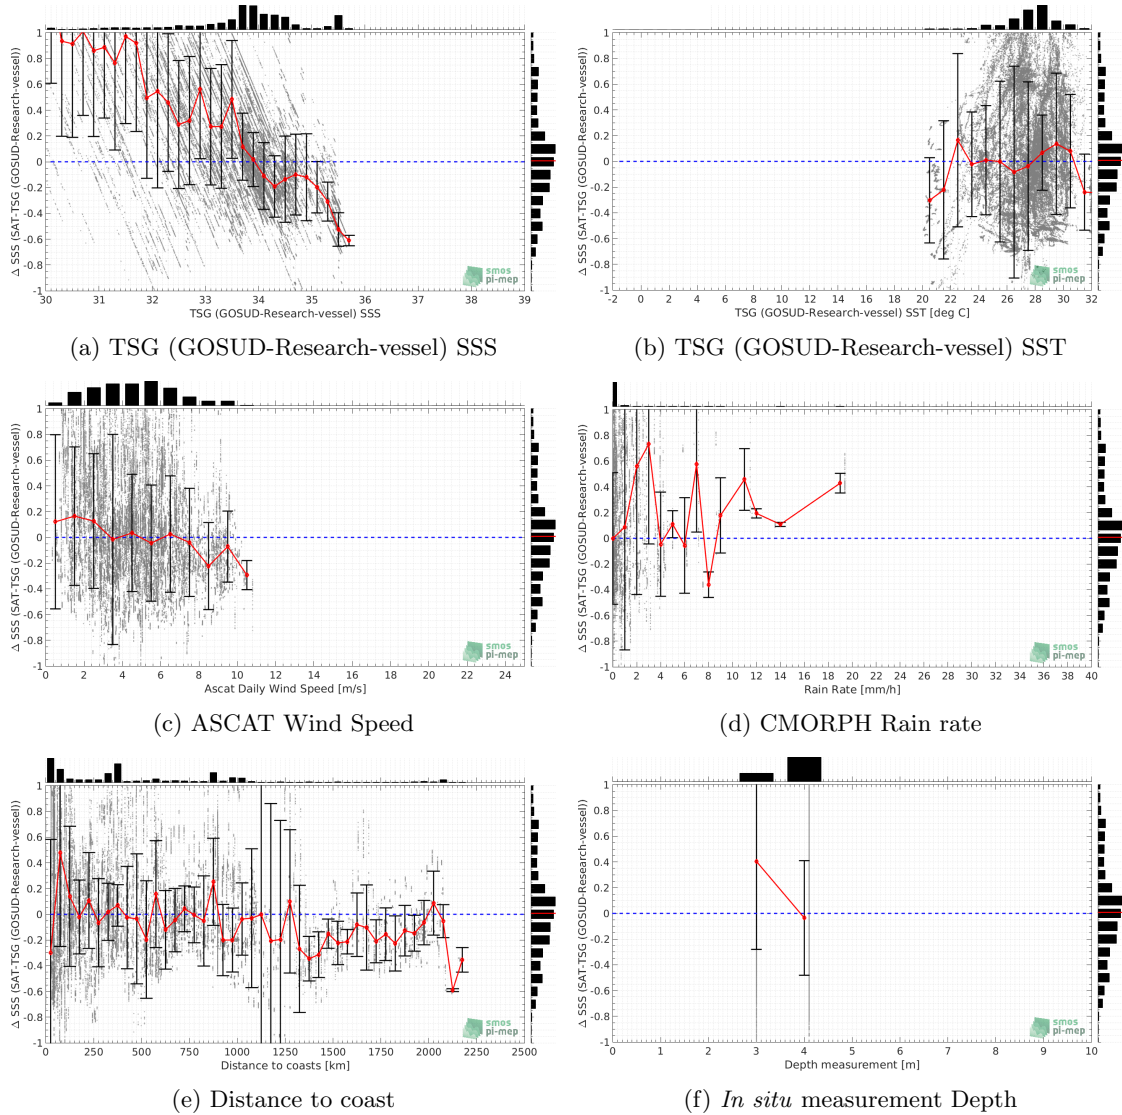 Δ SSS (SAT-TSG (GOSUD-Research-vessel))
1
0.8
0.6
0.4
0.2
0
-0.2
-0.4
-0.6
-0.8
-1
30 31 32 33 34 35 36 37 38 39
TSG (GOSUD-Research-vessel) SSS
smos
pi-mep
(a) TSG (GOSUD-Research-vessel) SSS
Δ SSS (SAT-TSG (GOSUD-Research-vessel))
1
0.8
0.6
0.4
0.2
0
-0.2
-0.4
-0.6
-0.8
-1
-2 0 2 4 6 8 10 12 14 16 18 20 22 24 26 28 30 32
TSG (GOSUD-Research-vessel) SST [deg C]
smos
pi-mep
(b) TSG (GOSUD-Research-vessel) SST
Δ SSS (SAT-TSG (GOSUD-Research-vessel))
1
0.8
0.6
0.4
0.2
0
-0.2
-0.4
-0.6
-0.8
-1
0 2 4 6 8 10 12 14 16 18 20 22 24
Ascat Daily Wind Speed [m/s]
smos
pi-mep
(c) ASCAT Wind Speed
Δ SSS (SAT-TSG (GOSUD-Research-vessel))
1
0.8
0.6
0.4
0.2
0
-0.2
-0.4
-0.6
-0.8
-1
0 2 4 6 8 10 12 14 16 18 20 22 24 26 28 30 32 34 36 38 40
Rain Rate [mm/h]
smos
pi-mep
(d) CMORPH Rain rate
Δ SSS (SAT-TSG (GOSUD-Research-vessel))
1
0.8
0.6
0.4
0.2
0
-0.2
-0.4
-0.6
-0.8
-1
0 250 500 750 1000 1250 1500 1750 2000 2250 2500
Distance to coasts [km]
smos
pi-mep
(e) Distance to coast
Δ SSS (SAT-TSG (GOSUD-Research-vessel))
1
0.8
0.6
0.4
0.2
0
-0.2
-0.4
-0.6
-0.8
-1
0 1 2 3 4 5 6 7 8 9 10
Depth measurement [m]
smos
pi-mep
(f) In situ measurement Depth